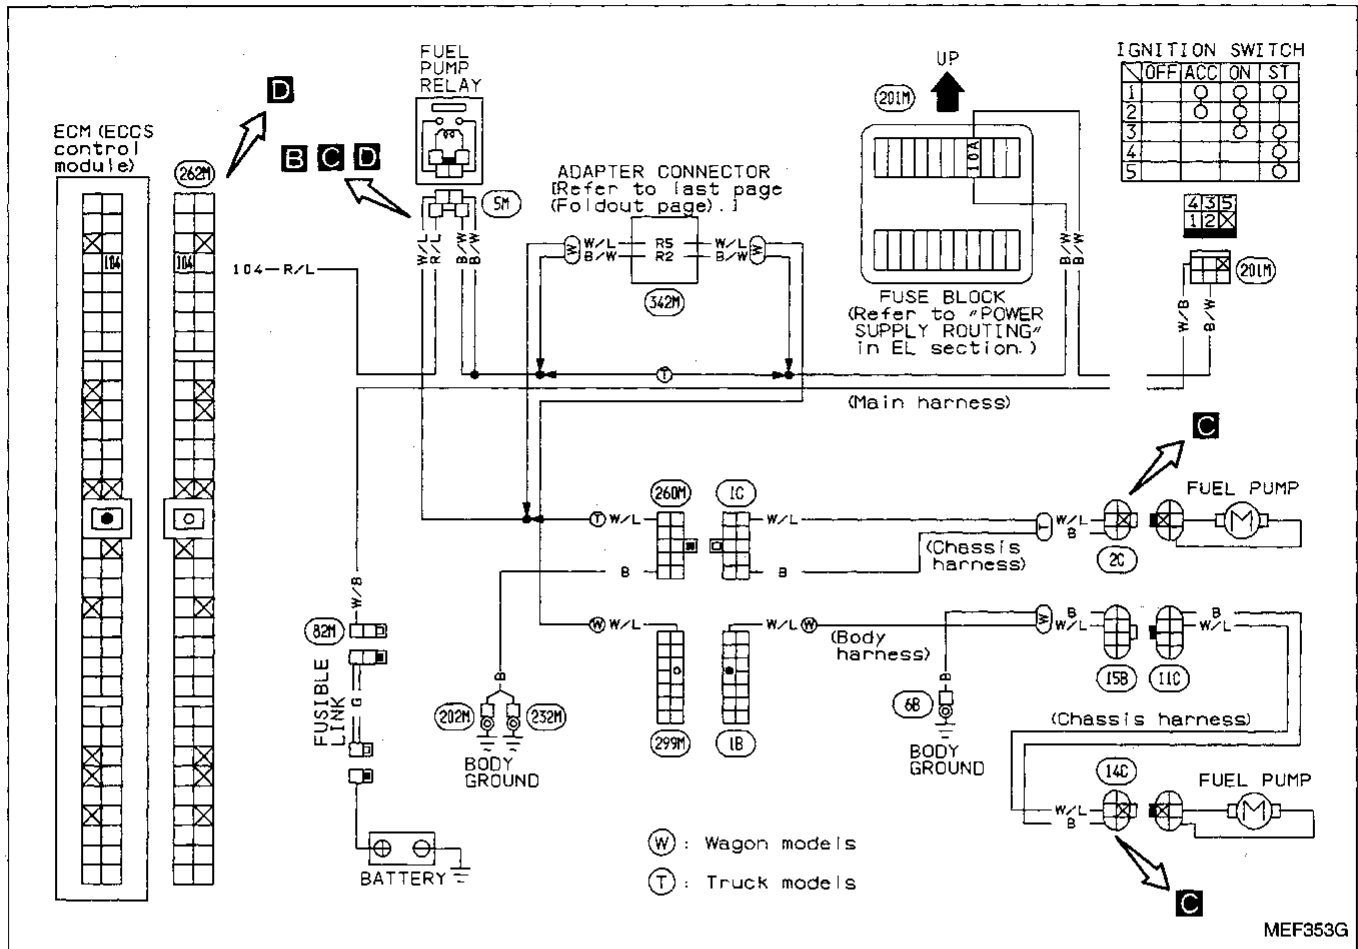 FUEL
PUMP
RELAY
UP
IGNITION SWITCH
OFF ACC ON ST
1
2
3
4
5
D
ECM (ECCS
control
module)
262M
B C D
201M
10A
ADAPTER CONNECTOR
[Refer to last page
(Foldout page).]
5M
W/L R/L B/W B/W
W W/L R5 W/L W
B/W R2 B/W
342M
104 104
104 R/L
FUSE BLOCK
(Refer to "POWER
SUPPLY ROUTING"
in EL section.)
B/W B/W
4 3 5
1 2
201M
W/B B/W
T
(Main harness)
C
260M 1C
FUEL PUMP
M
T W/L W/L T W/L
B
B B
(Chassis
harness)
2C
W/B
82M
FUSIBLE
LINK
G
W W/L W/L W
(Body
harness)
W B
W/L
B
W/L
B
202M 232M
BODY
GROUND
299M 1B
B
6B
BODY
GROUND
15B 11C
(Chassis harness)
14C
FUEL PUMP
M
W/L
B
BATTERY
W : Wagon models
T : Truck models
C
MEF353G